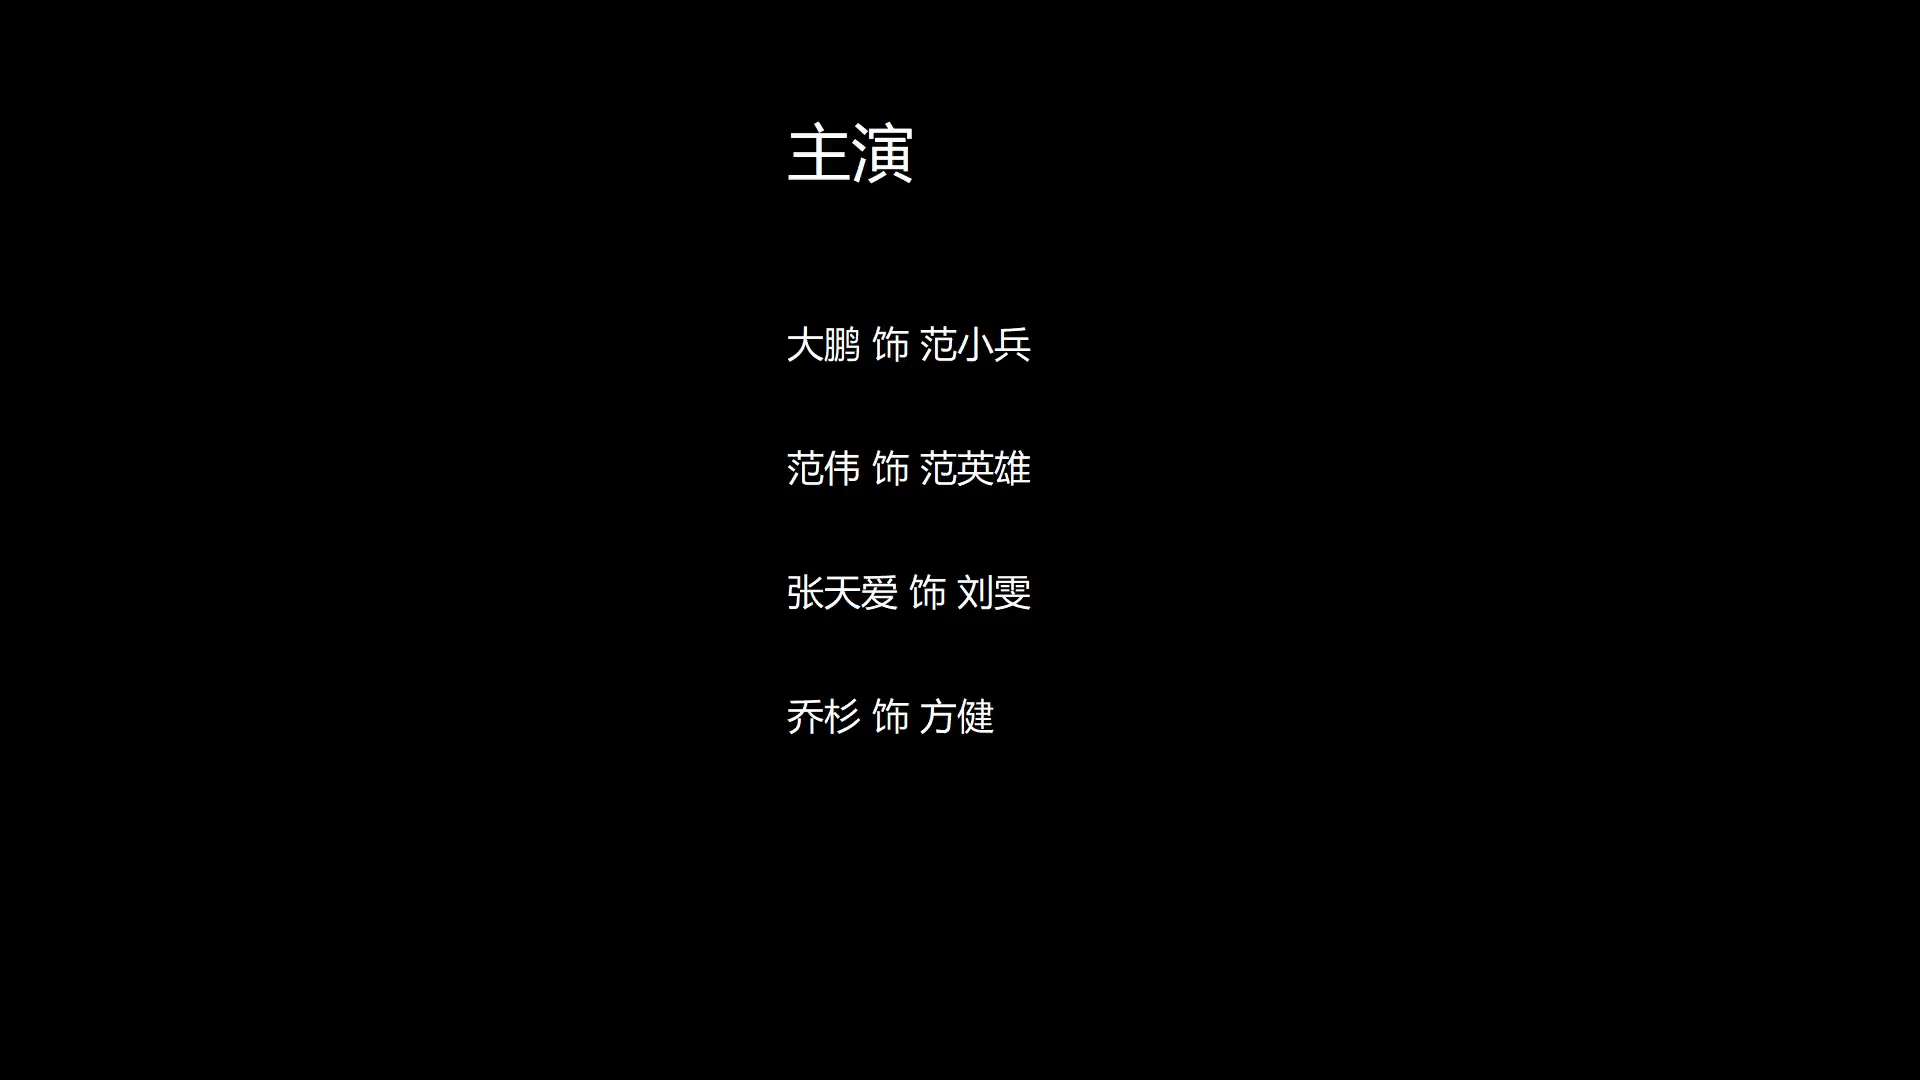 主演
大鹏 饰 范小兵
范伟 饰 范英雄
张天爱 饰 刘雯
乔杉 饰 方健